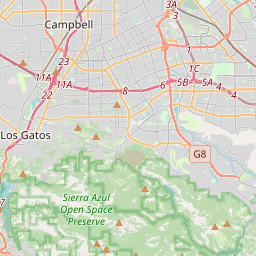 3A
Campbell
1
1C
23
11A
11A
8
6
5B
5A
4
4
22
Los Gatos
G8
7
Sierra Azul
Open Space
Preserve